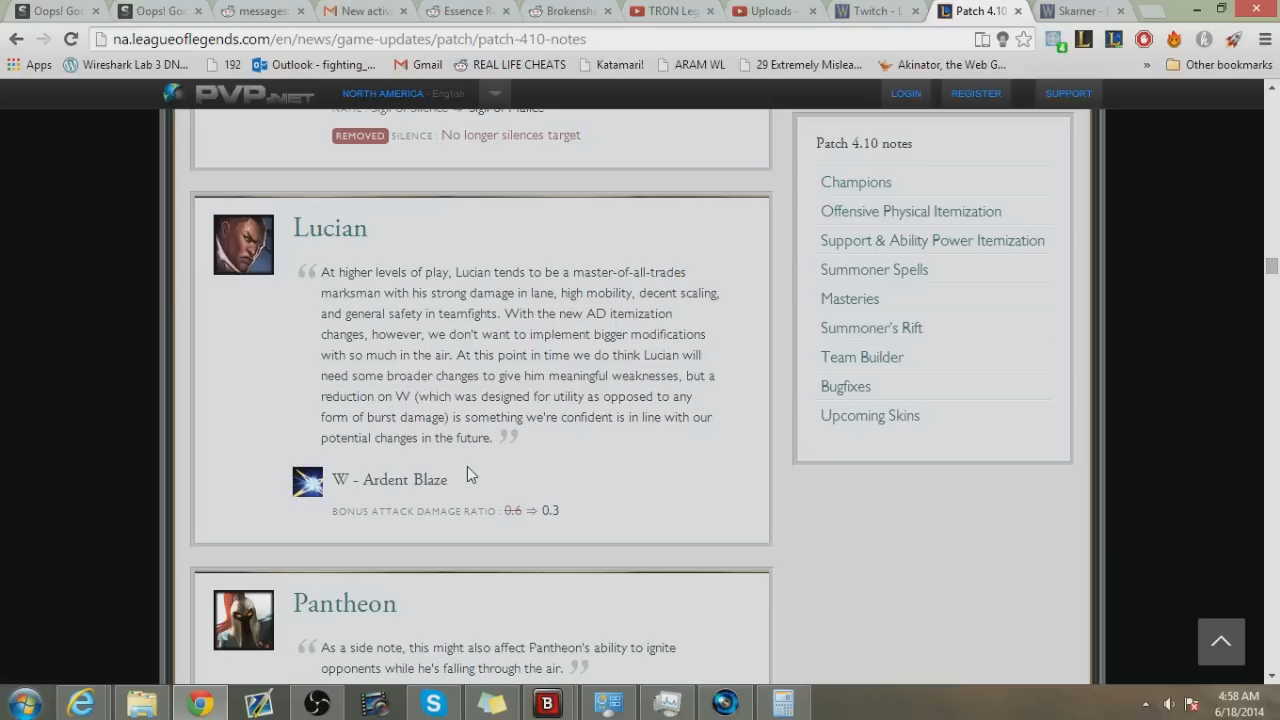 Oops! Goo
Oops! Goo
messages:
New activ
Essence R
Brokensha
TRON Leg
Uploads -
Twitch - L
Patch 4.10
Skarner - L
na.leagueoflegends.com/en/news/game-updates/patch/patch-410-notes
4
Apps
Wireshark Lab 3 DN...
192
Outlook - fighting_...
Gmail
REAL LIFE CHEATS
Katamari!
ARAM WL
29 Extremely Mislea...
Akinator, the Web G...
»
Other bookmarks
PVP.NET
NORTH AMERICA - English
LOGIN
REGISTER
SUPPORT
REMOVED SILENCE : No longer silences target
Lucian
At higher levels of play, Lucian tends to be a master-of-all-trades
marksman with his strong damage in lane, high mobility, decent scaling,
and general safety in teamfights. With the new AD itemization
changes, however, we don't want to implement bigger modifications
with so much in the air. At this point in time we do think Lucian will
need some broader changes to give him meaningful weaknesses, but a
reduction on W (which was designed for utility as opposed to any
form of burst damage) is something we're confident is in line with our
potential changes in the future.
W - Ardent Blaze
BONUS ATTACK DAMAGE RATIO : 0.6 ⇒ 0.3
Pantheon
As a side note, this might also affect Pantheon's ability to ignite
opponents while he's falling through the air.
Patch 4.10 notes
Champions
Offensive Physical Itemization
Support & Ability Power Itemization
Summoner Spells
Masteries
Summoner's Rift
Team Builder
Bugfixes
Upcoming Skins
4:58 AM
6/18/2014